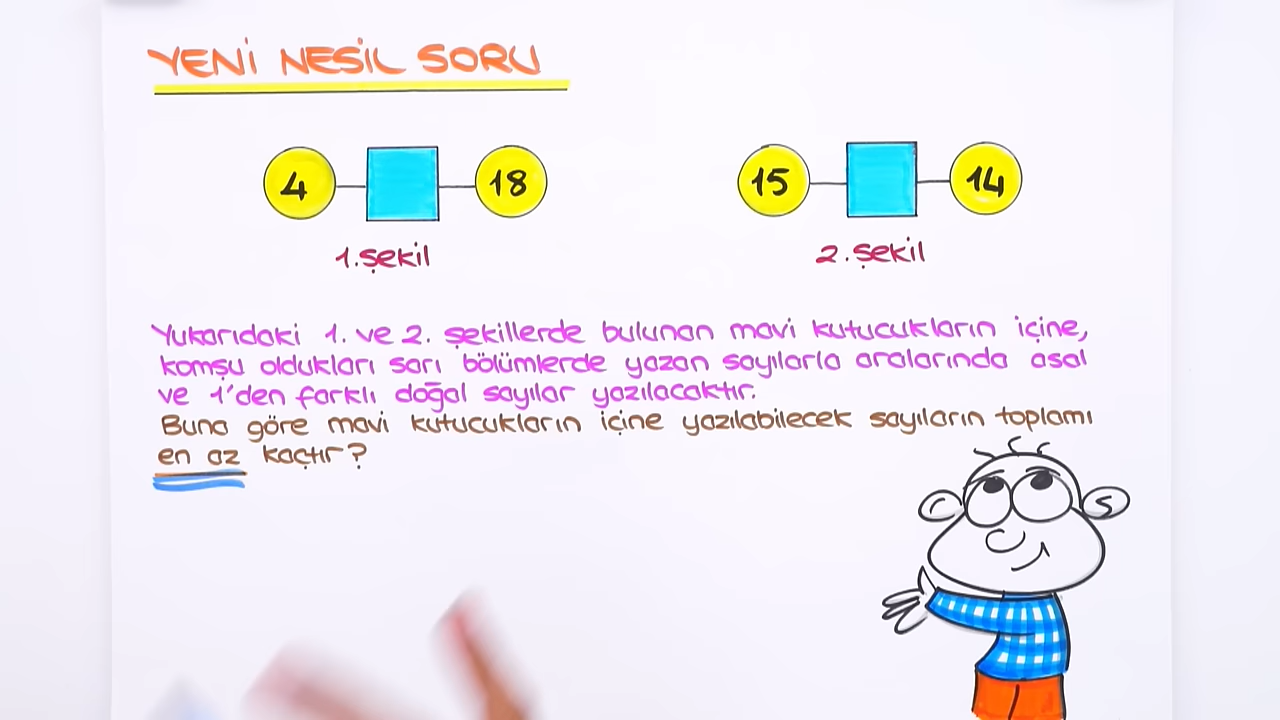 YENİ NESİL SORU
4 18 15 14
1.şekil 2.şekil
Yukarıdaki 1. ve 2. şekillerde bulunan mavi kutucukların içine,
komşu oldukları sarı bölümlerde yazan sayılarla aralarında asal
ve 1'den farklı doğal sayılar yazılacaktır.
Buna göre mavi kutucukların içine yazılabilecek sayıların toplamı
en az kaçtır?